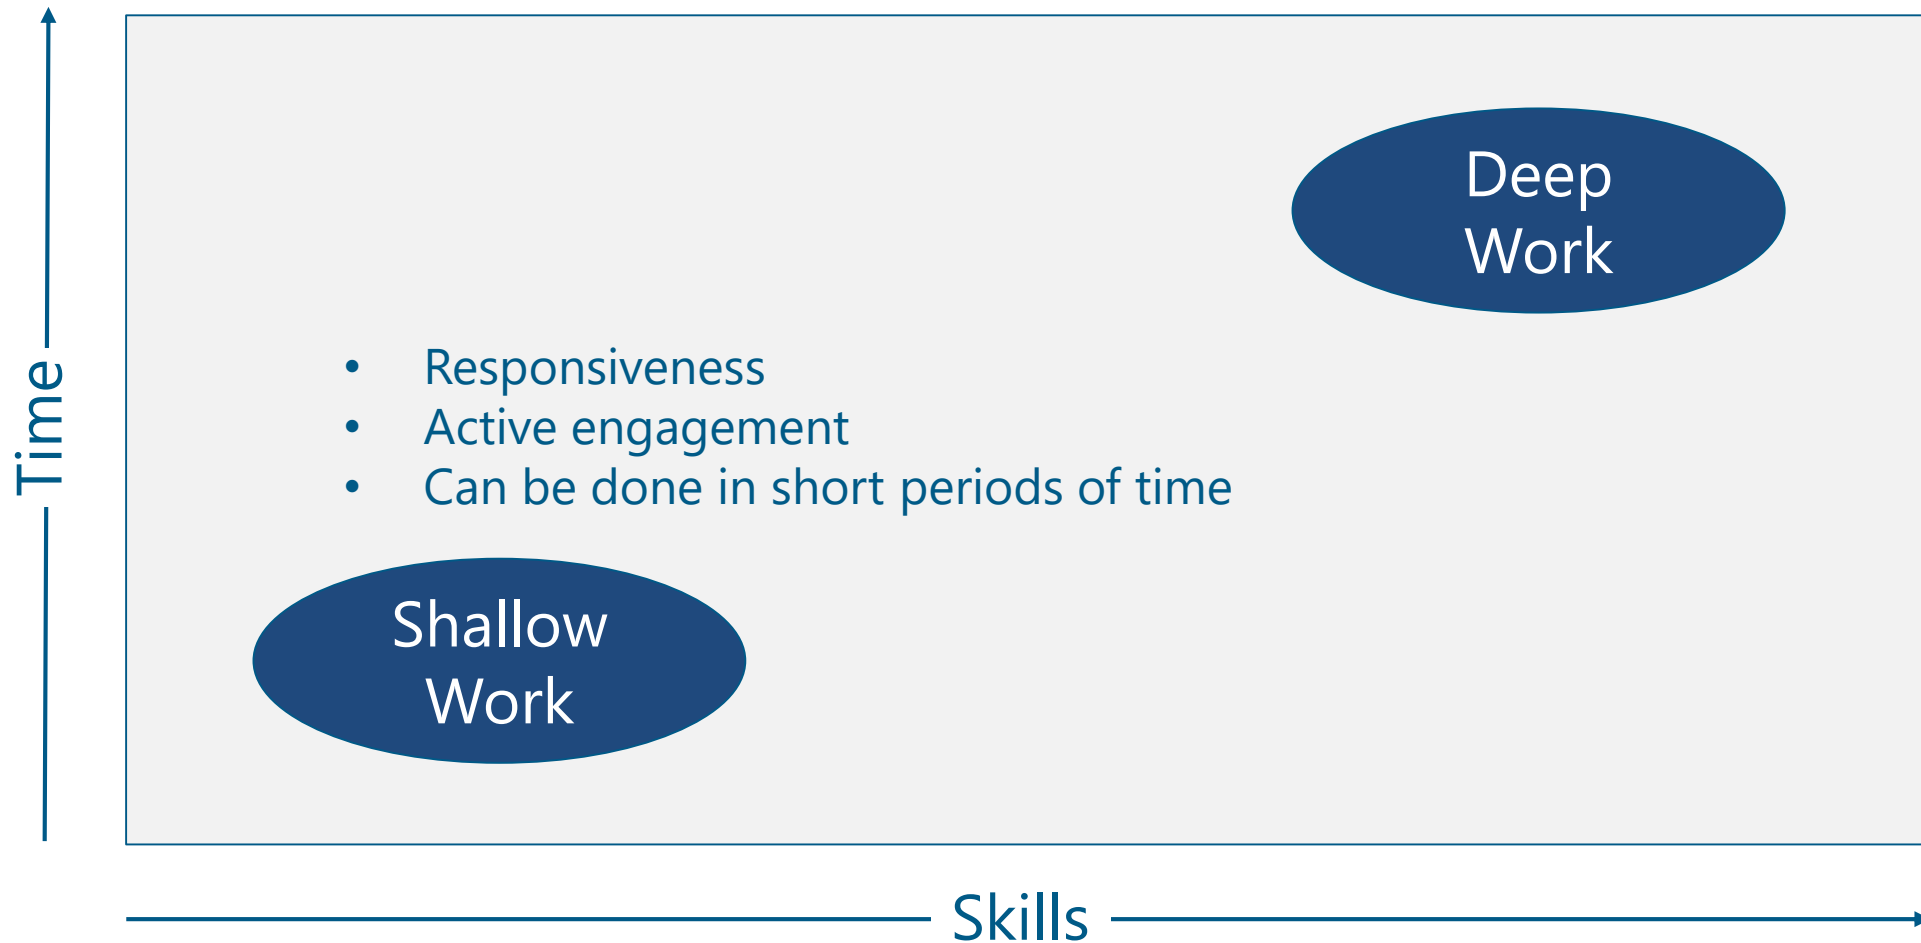 Deep
Work
• Responsiveness
• Active engagement
• Can be done in short periods of time
Time
Shallow
Work
Skills